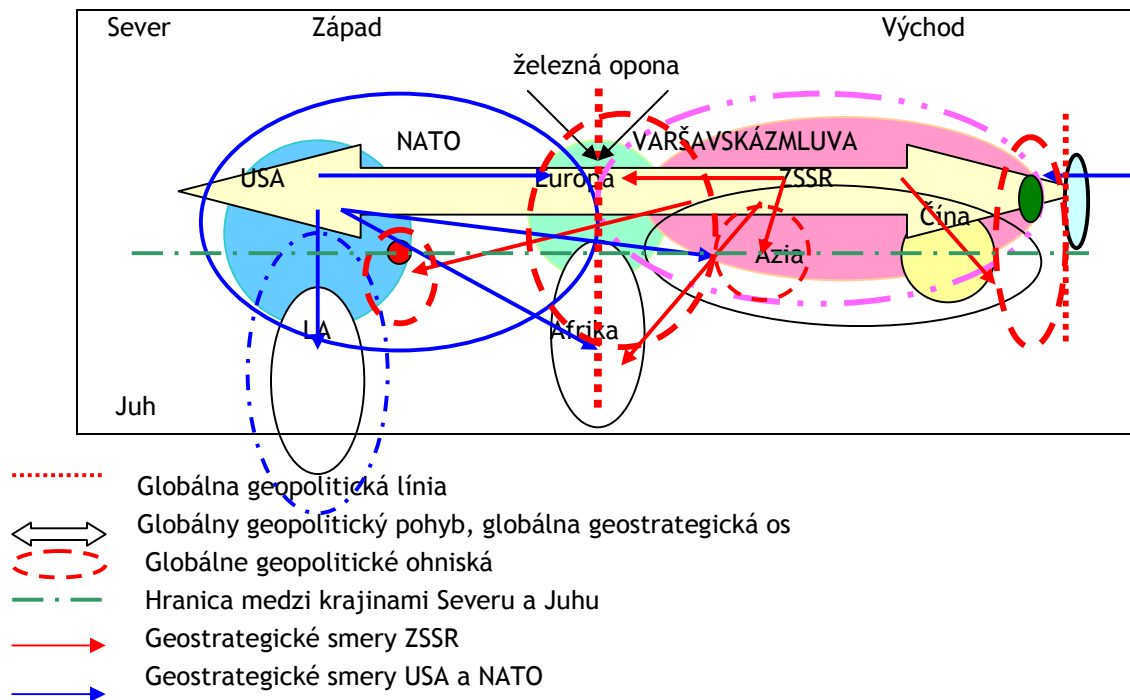 Sever Západ Východ
železná opona
NATO VARŠAVSKÁZMLUVA
USA Európa ZSSR
Čína
Ázia
LA Afrika
Juh
Globálna geopolitická línia
Globálny geopolitický pohyb, globálna geostrategická os
Globálne geopolitické ohniská
Hranica medzi krajinami Severu a Juhu
Geostrategické smery ZSSR
Geostrategické smery USA a NATO